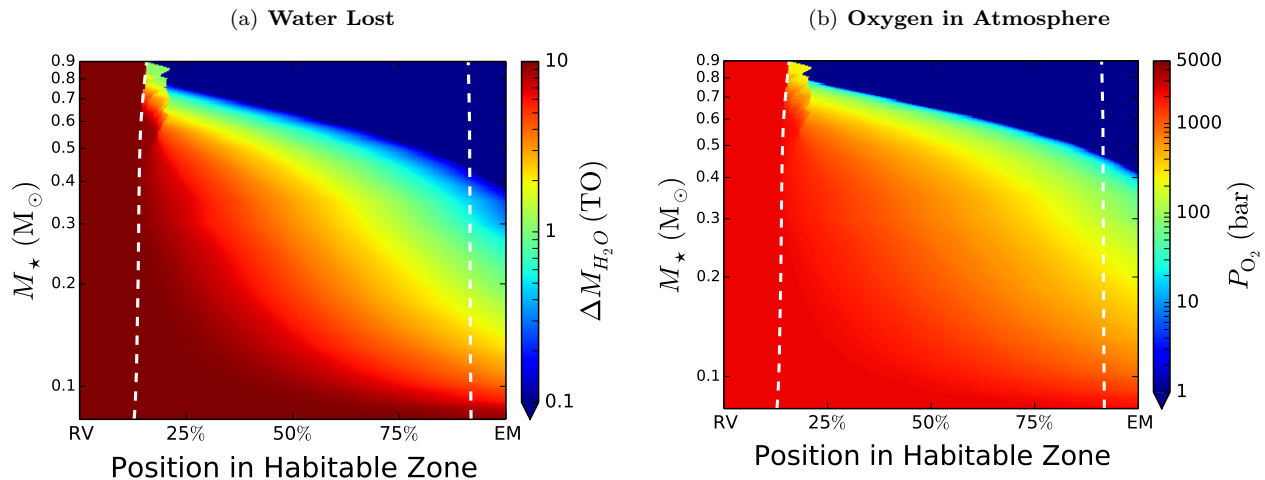 (a) Water Lost
0.9
0.8
0.7
0.6
0.5
0.4
0.3
0.2
0.1
M⋆ (M☉)
RV 25% 50% 75% EM
Position in Habitable Zone
10
1
0.1
ΔM_{H₂O} (TO)
(b) Oxygen in Atmosphere
0.9
0.8
0.7
0.6
0.5
0.4
0.3
0.2
0.1
M⋆ (M☉)
RV 25% 50% 75% EM
Position in Habitable Zone
5000
1000
100
10
1
P_{O₂} (bar)